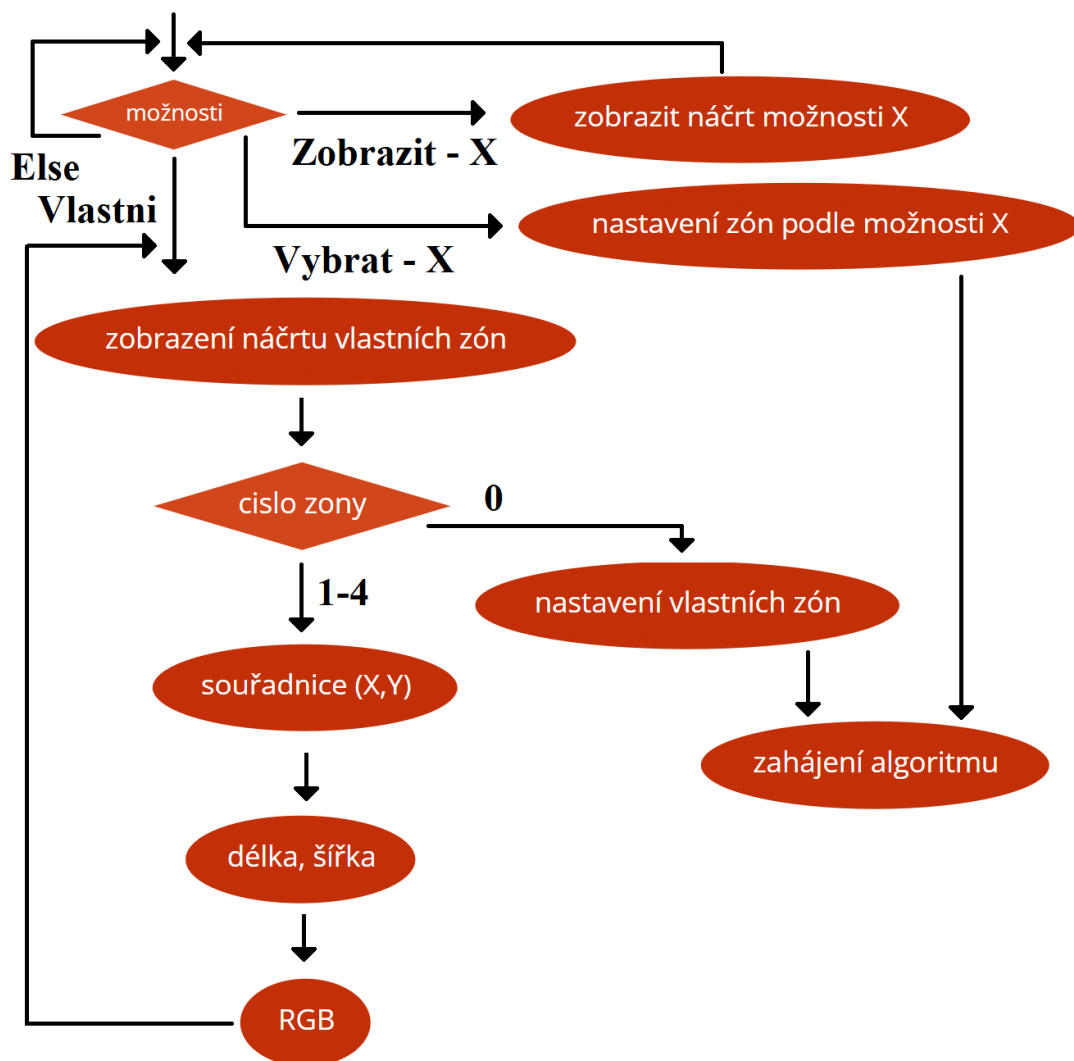 možnosti
zobrazit náčrt možnosti X
Zobrazit - X
Else
Vlastni
nastavení zón podle možnosti X
Vybrat - X
zobrazení náčrtu vlastních zón
cislo zony
0
1-4
nastavení vlastních zón
souřadnice (X,Y)
zahájení algoritmu
délka, šířka
RGB